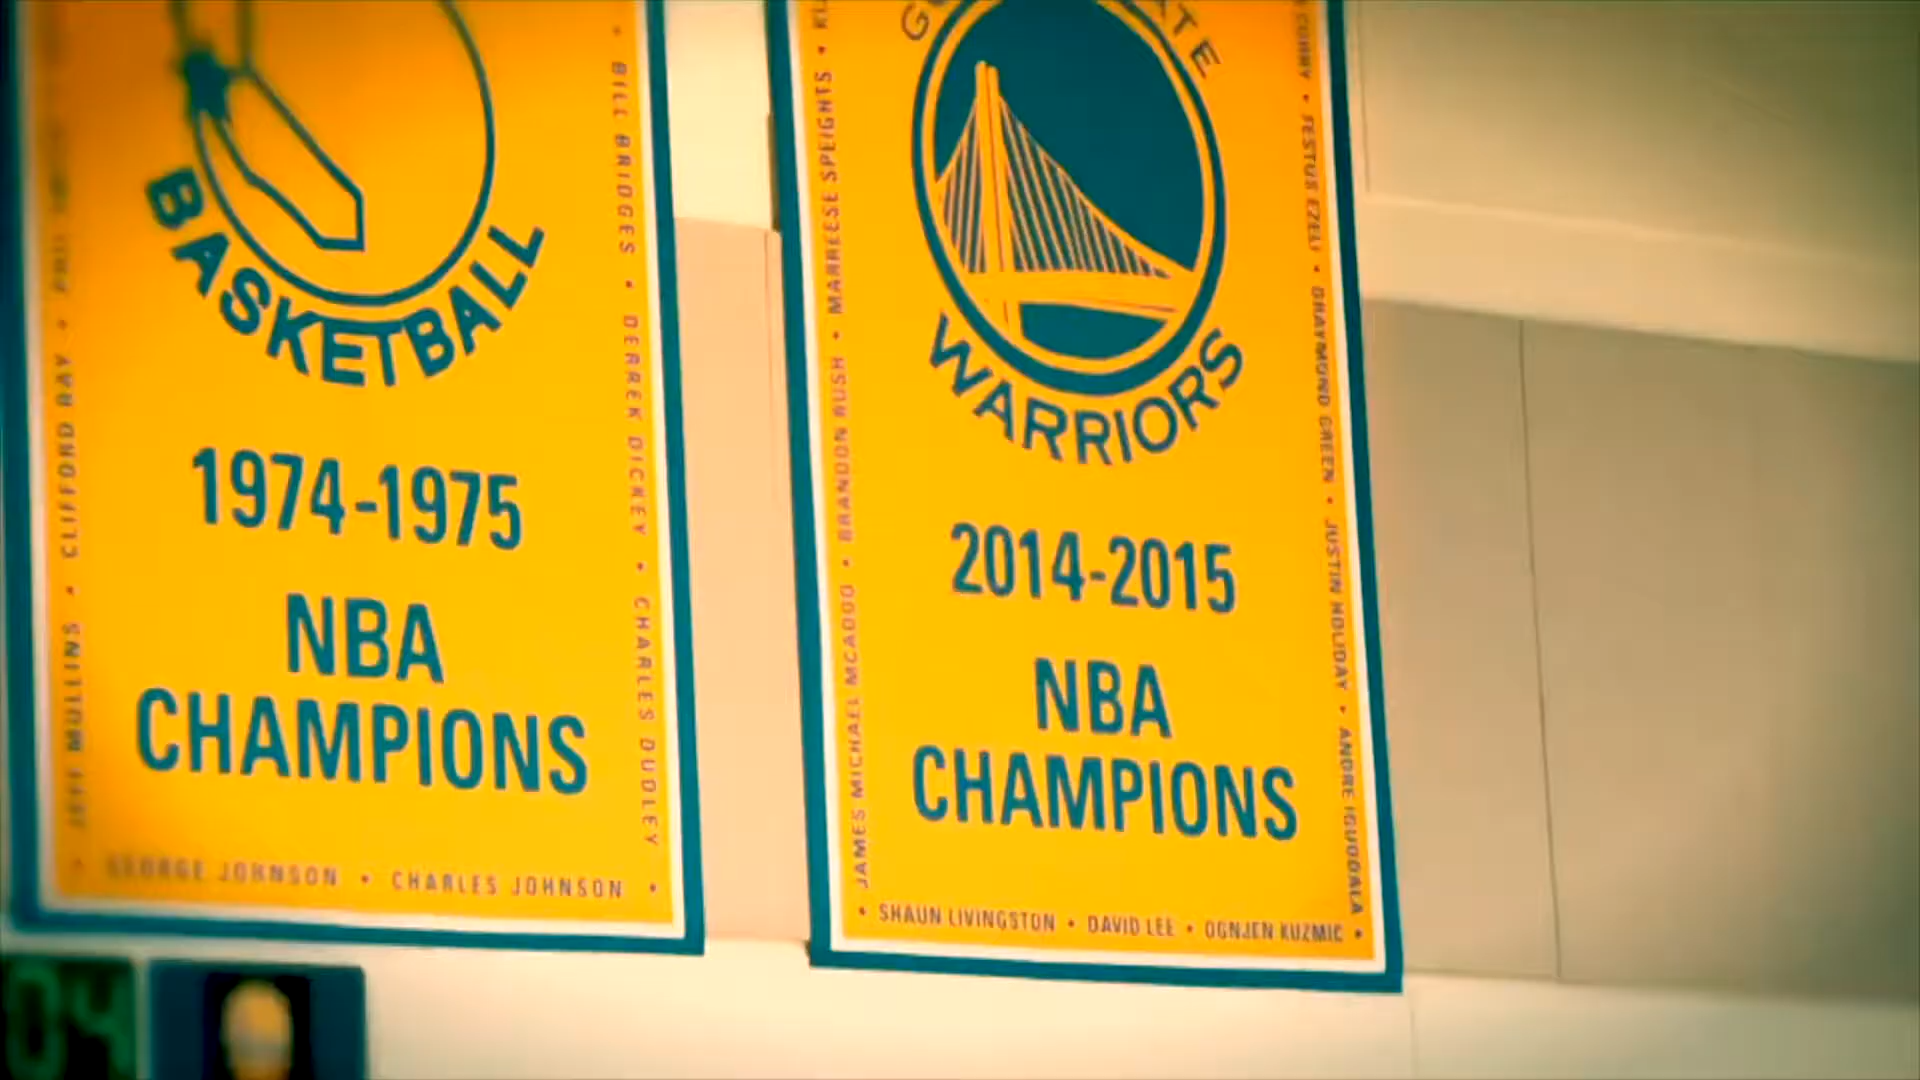 BASKETBALL
1974-1975
NBA
CHAMPIONS
JEFF MULLINS • CLIFFORD RAY •
• BILL BRIDGES • DERREK DICKEY • CHARLES DUDLEY
GEORGE JOHNSON • CHARLES JOHNSON •
WARRIORS
2014-2015
NBA
CHAMPIONS
JAMES MICHAEL MCADOO • BRANDON RUSH • MARREESE SPEIGHTS •
• FESTUS EZELI • DRAYMOND GREEN • JUSTIN HOLIDAY • ANDRE IGUODALA
• SHAUN LIVINGSTON • DAVID LEE • OGNJEN KUZMIC •
04